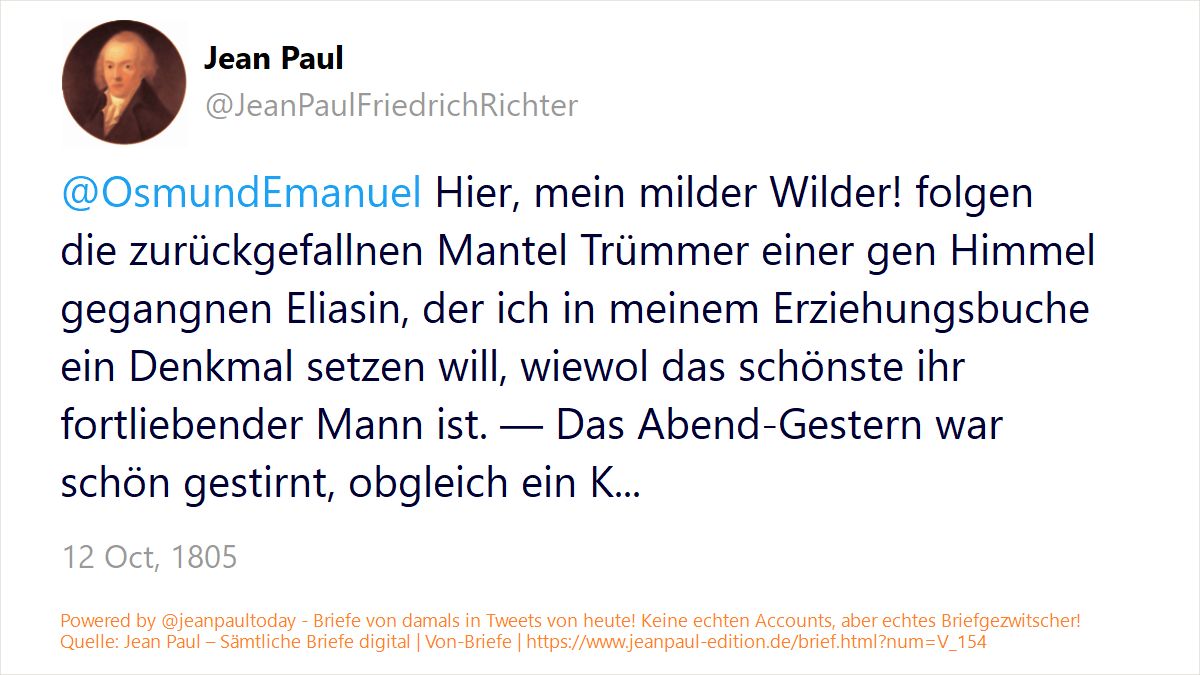 Jean Paul
@JeanPaulFriedrichRichter
@OsmundEmanuel Hier, mein milder Wilder! folgen
die zurückgefallnen Mantel Trümmer einer gen Himmel
gegangnen Eliasin, der ich in meinem Erziehungsbuche
ein Denkmal setzen will, wiewol das schönste ihr
fortliebender Mann ist. — Das Abend-Gestern war
schön gestirnt, obgleich ein K...
12 Oct, 1805
Powered by @jeanpaultoday - Briefe von damals in Tweets von heute! Keine echten Accounts, aber echtes Briefgezwitscher!
Quelle: Jean Paul – Sämtliche Briefe digital | Von-Briefe | https://www.jeanpaul-edition.de/brief.html?num=V_154